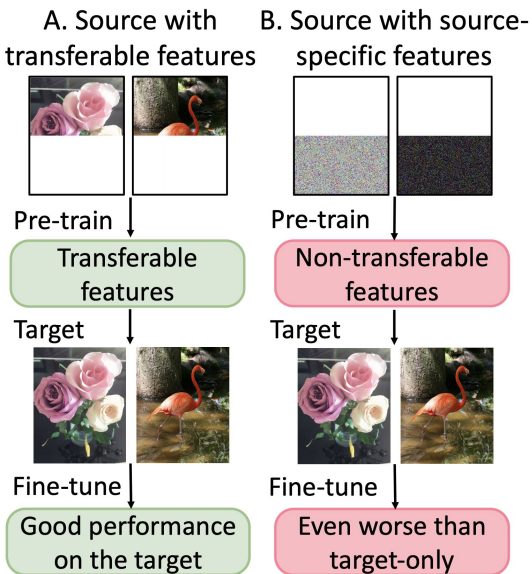 A. Source with
transferable features
Pre-train
Transferable
features
Target
Fine-tune
Good performance
on the target
B. Source with source-
specific features
Pre-train
Non-transferable
features
Target
Fine-tune
Even worse than
target-only